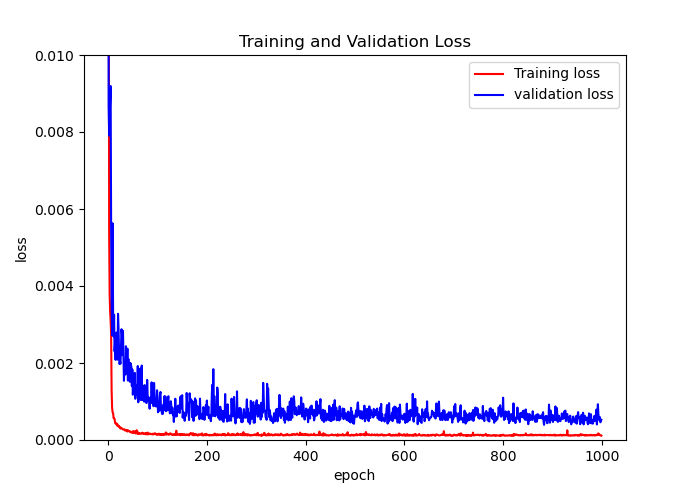 Training and Validation Loss
0.010
0.008
0.006
0.004
0.002
0.000
loss
Training loss
validation loss
0 200 400 600 800 1000
epoch